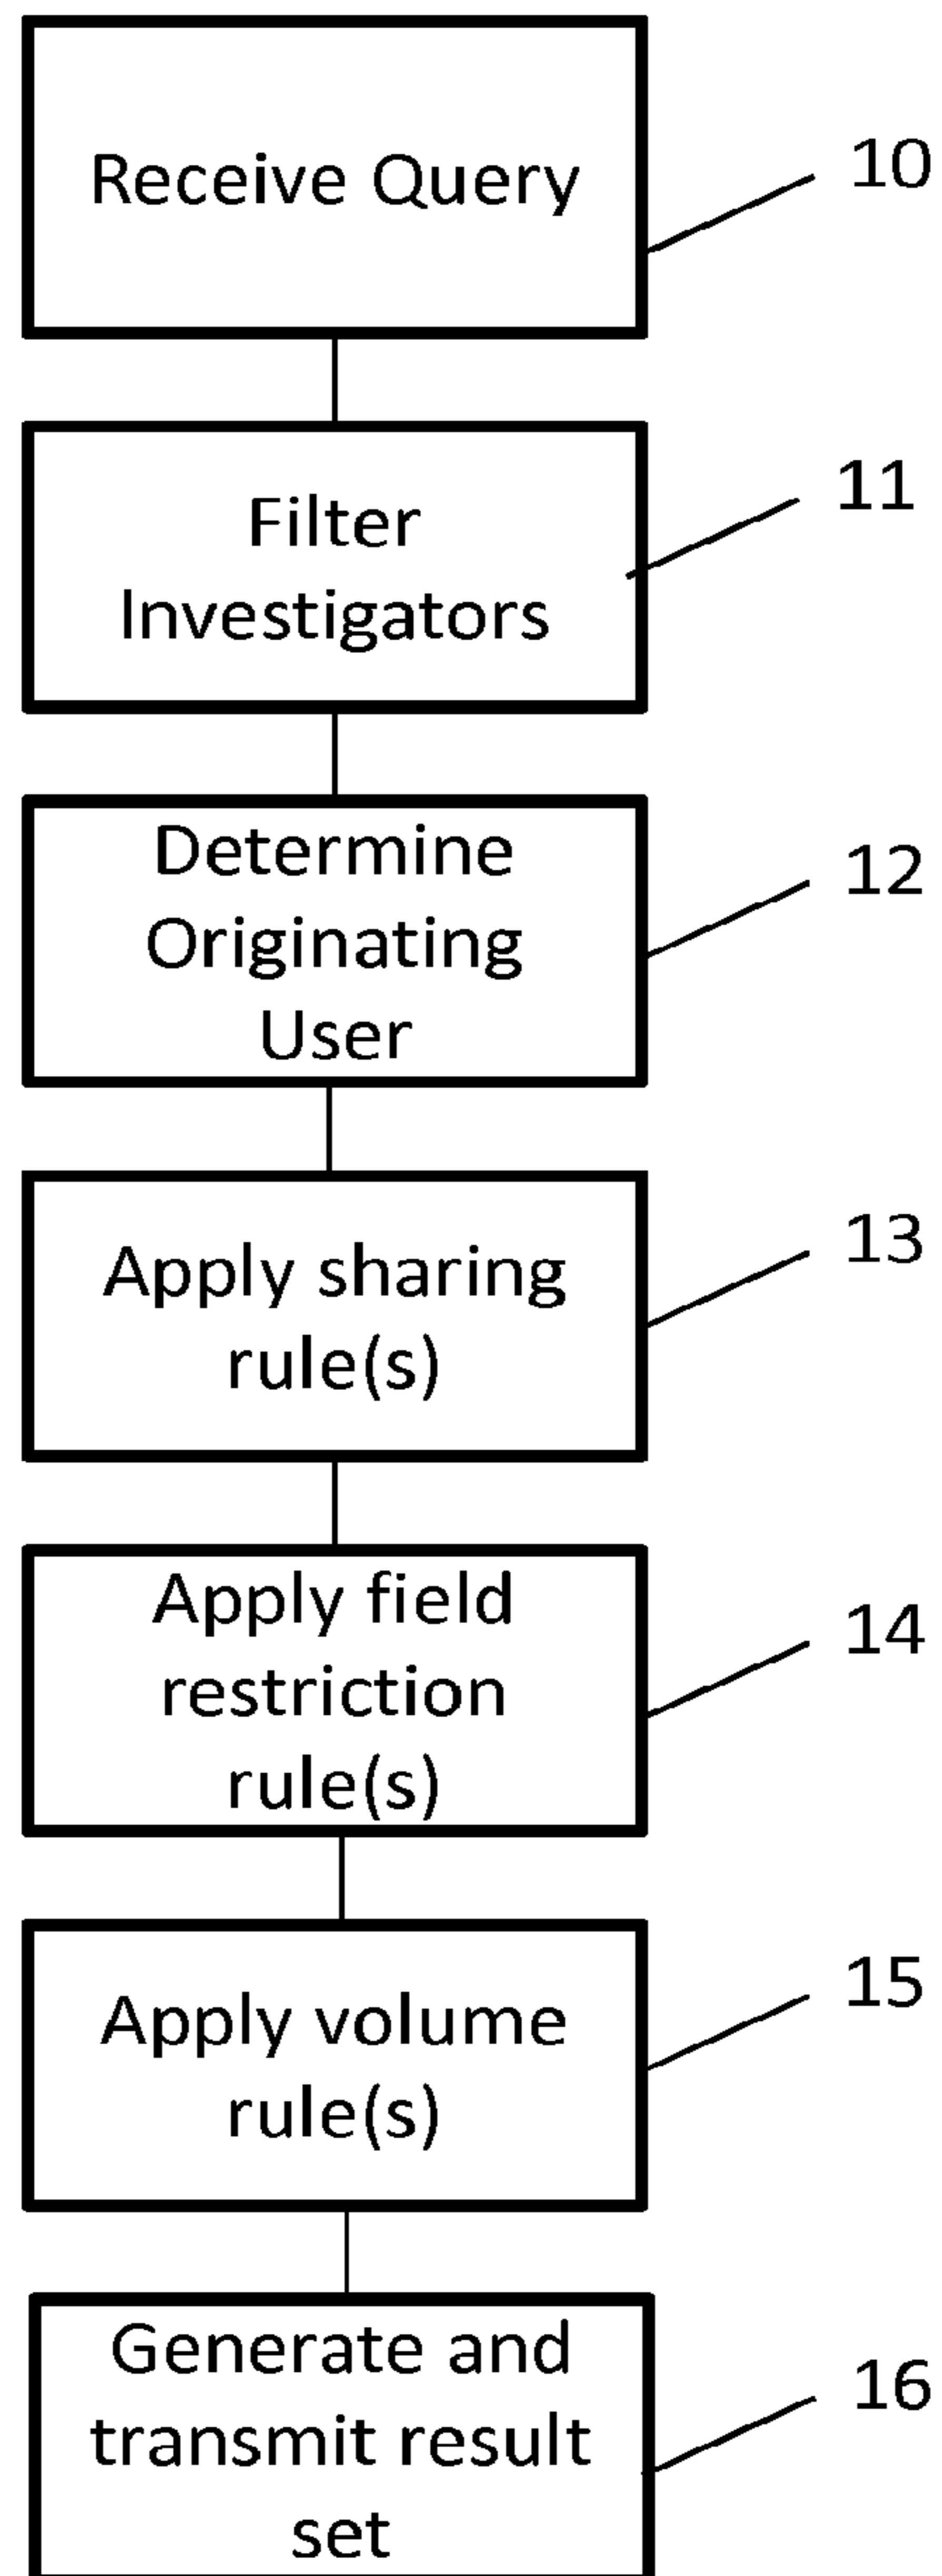 Receive Query
10
Filter
Investigators
11
Determine
Originating
User
12
Apply sharing
rule(s)
13
Apply field
restriction
rule(s)
14
Apply volume
rule(s)
15
Generate and
transmit result
set
16